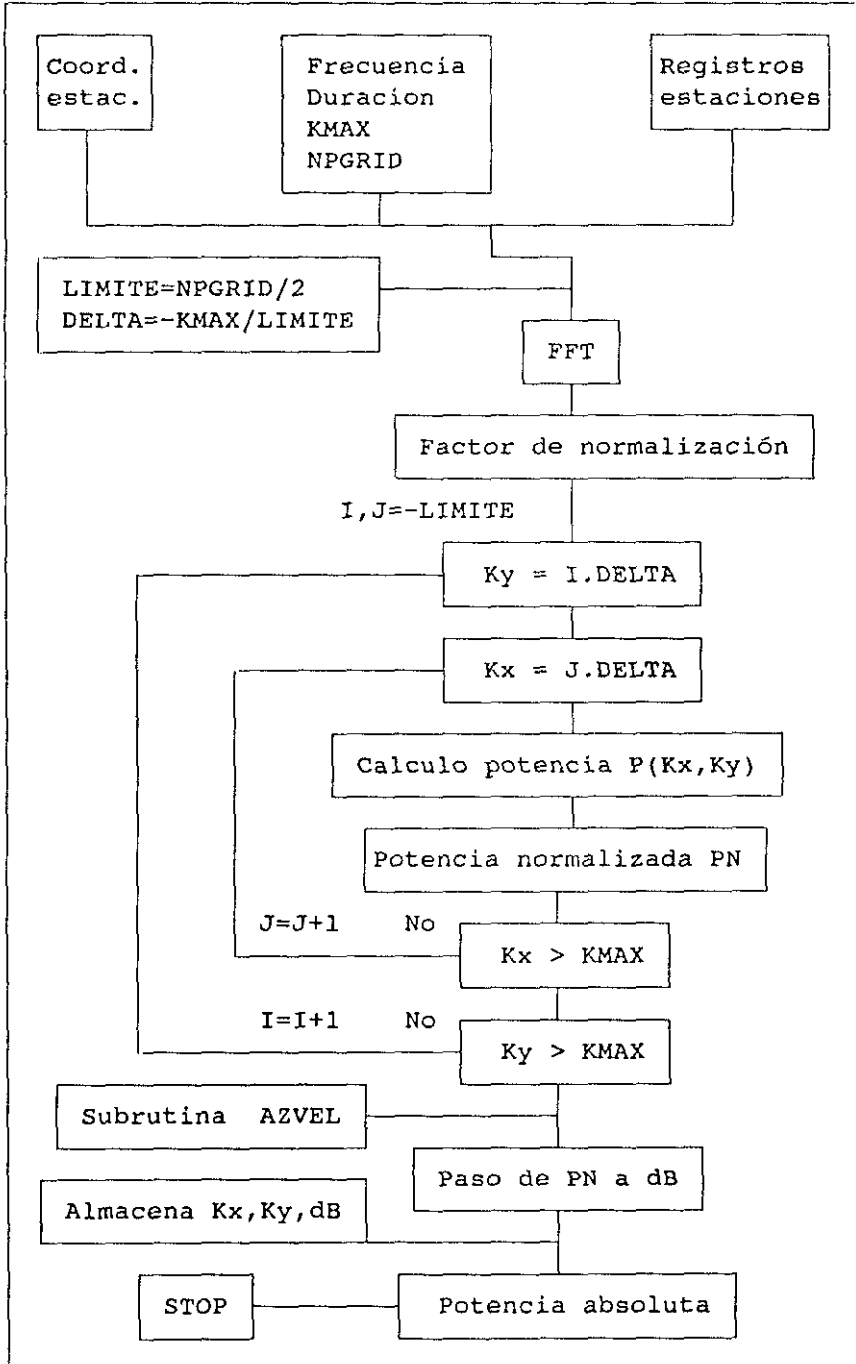 Coord.
estac.
Frecuencia
Duracion
KMAX
NPGRID
Registros
estaciones
LIMITE=NPGRID/2
DELTA=-KMAX/LIMITE
FFT
Factor de normalización
I,J=-LIMITE
Ky = I.DELTA
Kx = J.DELTA
Calculo potencia P(Kx,Ky)
Potencia normalizada PN
J=J+1 No
Kx > KMAX
I=I+1 No
Ky > KMAX
Subrutina AZVEL
Paso de PN a dB
Almacena Kx,Ky,dB
STOP
Potencia absoluta